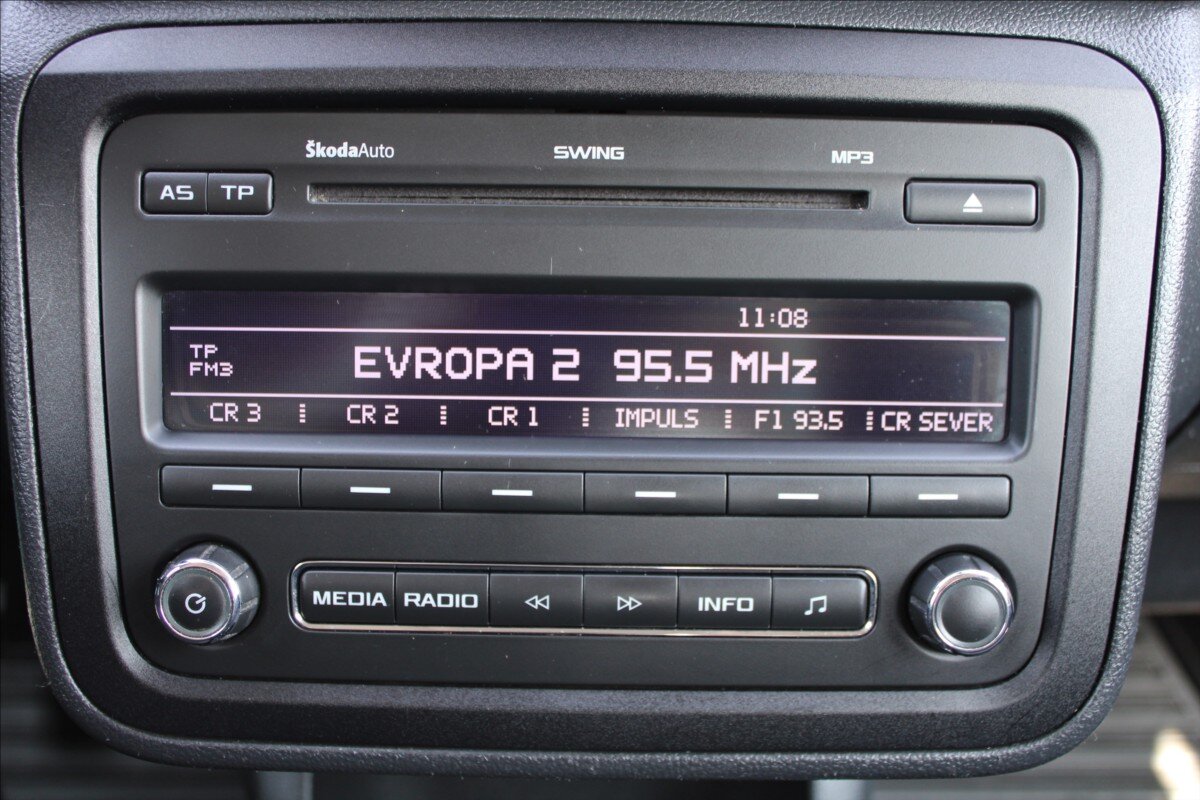 ŠkodaAuto SWING MP3
AS TP
11:08
TP
FM3
EVROPA 2 95.5 MHz
CR 3 CR 2 CR 1 IMPULS F1 93.5 CR SEVER
MEDIA RADIO INFO